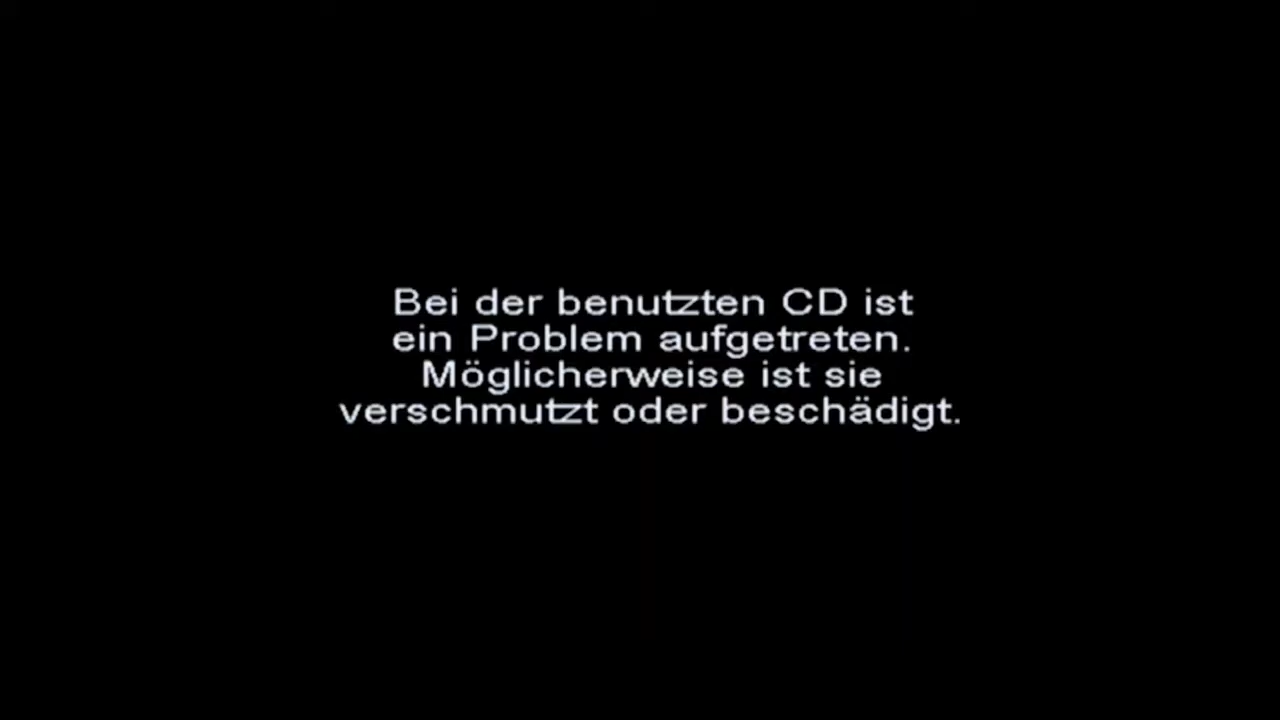 Bei der benutzten CD ist
ein Problem aufgetreten.
Möglicherweise ist sie
verschmutzt oder beschädigt.